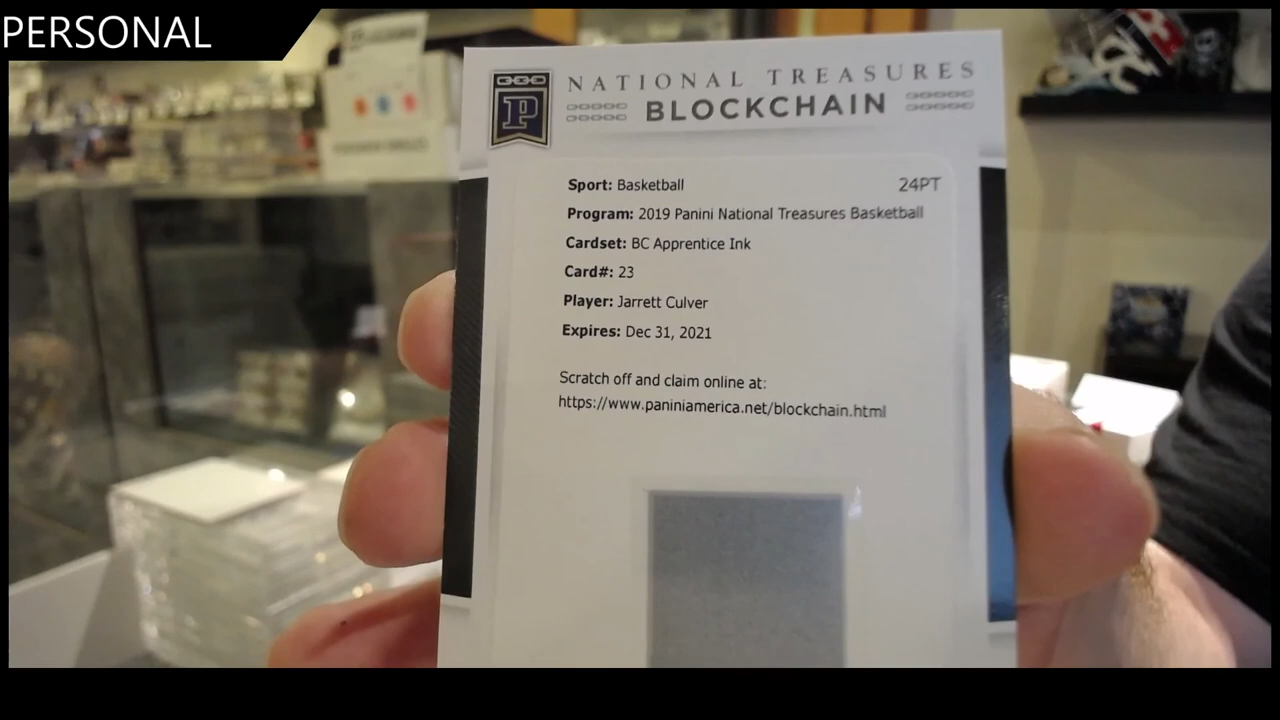 PERSONAL
NATIONAL TREASURES
P
BLOCKCHAIN
Sport: Basketball
24PT
Program: 2019 Panini National Treasures Basketball
Cardset: BC Apprentice Ink
Card#: 23
Player: Jarrett Culver
Expires: Dec 31, 2021
Scratch off and claim online at:
https://www.paniniamerica.net/blockchain.html